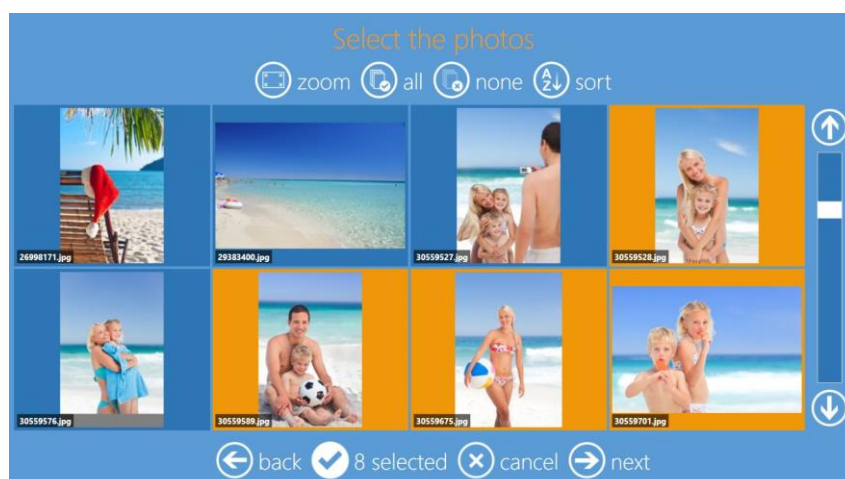 Select the photos
zoom all none A Z sort
26998171.jpg 29383400.jpg 30559527.jpg 30559528.jpg
30559576.jpg 30559589.jpg 30559675.jpg 30559701.jpg
back 8 selected cancel next